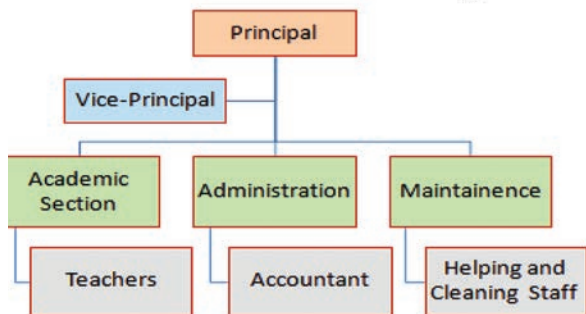 Principal
Vice-Principal
Academic
Section
Administration
Maintainence
Teachers
Accountant
Helping and
Cleaning Staff